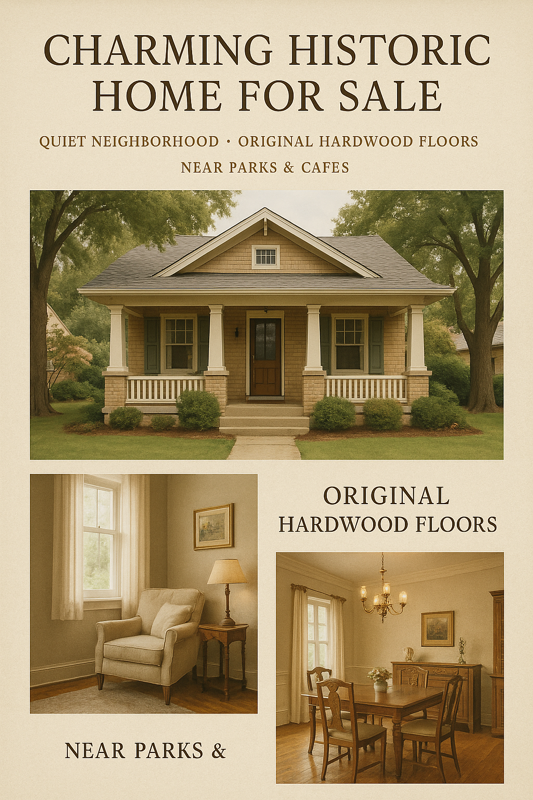 CHARMING HISTORIC
HOME FOR SALE
QUIET NEIGHBORHOOD • ORIGINAL HARDWOOD FLOORS
NEAR PARKS & CAFES
ORIGINAL
HARDWOOD FLOORS
NEAR PARKS &